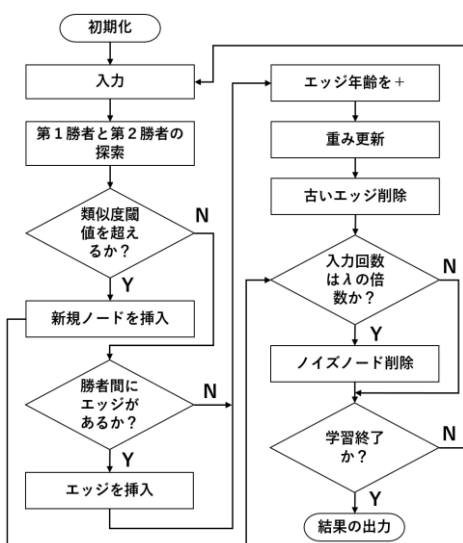 初期化
入力
第１勝者と第２勝者の
探索
類似度閾
値を超え
るか？
N
Y
新規ノードを挿入
勝者間に
エッジが
あるか？
N
Y
エッジを挿入
エッジ年齢を＋
重み更新
古いエッジ削除
入力回数
はλの倍
数か？
N
Y
ノイズノード削除
学習終了
か？
N
Y
結果の出力